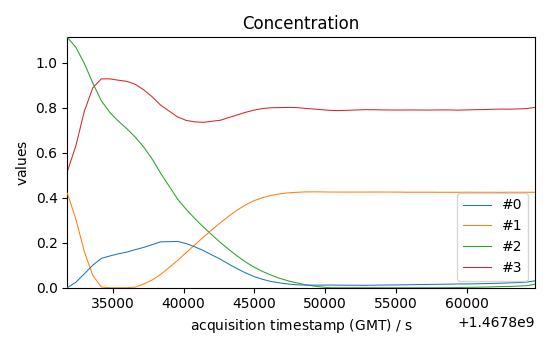 Concentration
1.0
0.8
0.6
0.4
0.2
0.0
values
#0
#1
#2
#3
35000 40000 45000 50000 55000 60000
+1.4678e9
acquisition timestamp (GMT) / s